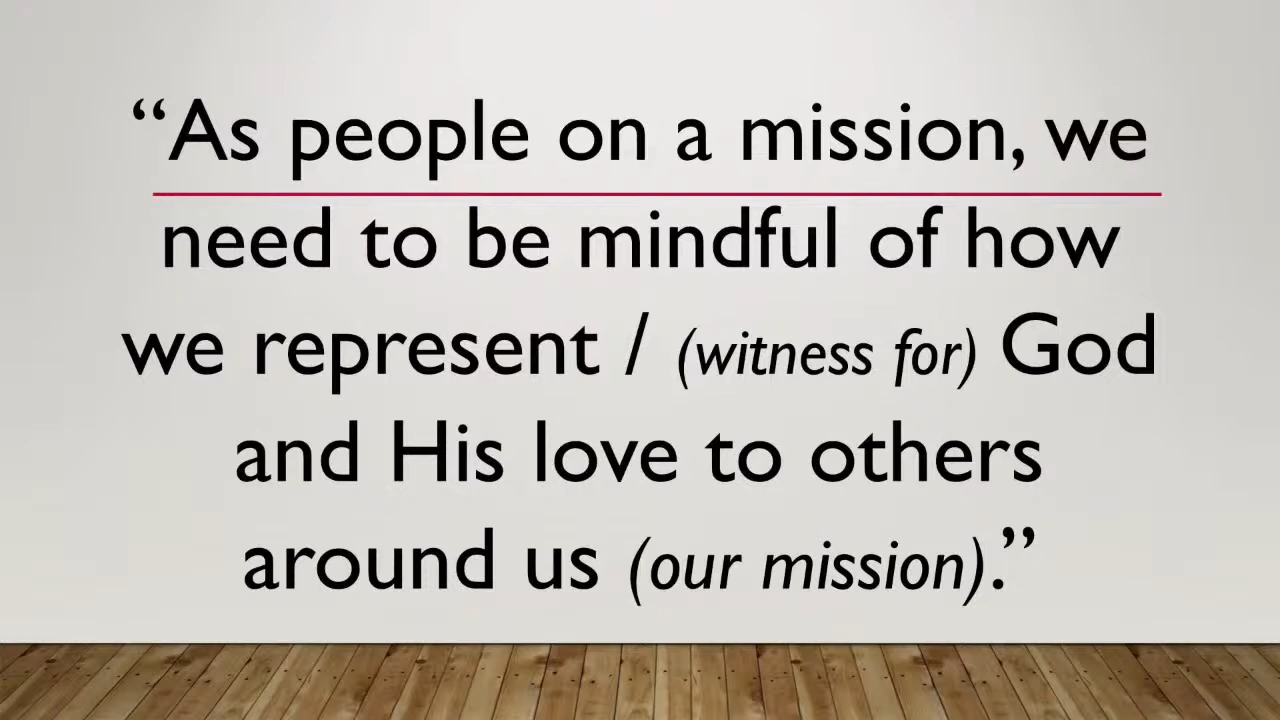 “As people on a mission, we
need to be mindful of how
we represent / (witness for) God
and His love to others
around us (our mission).”